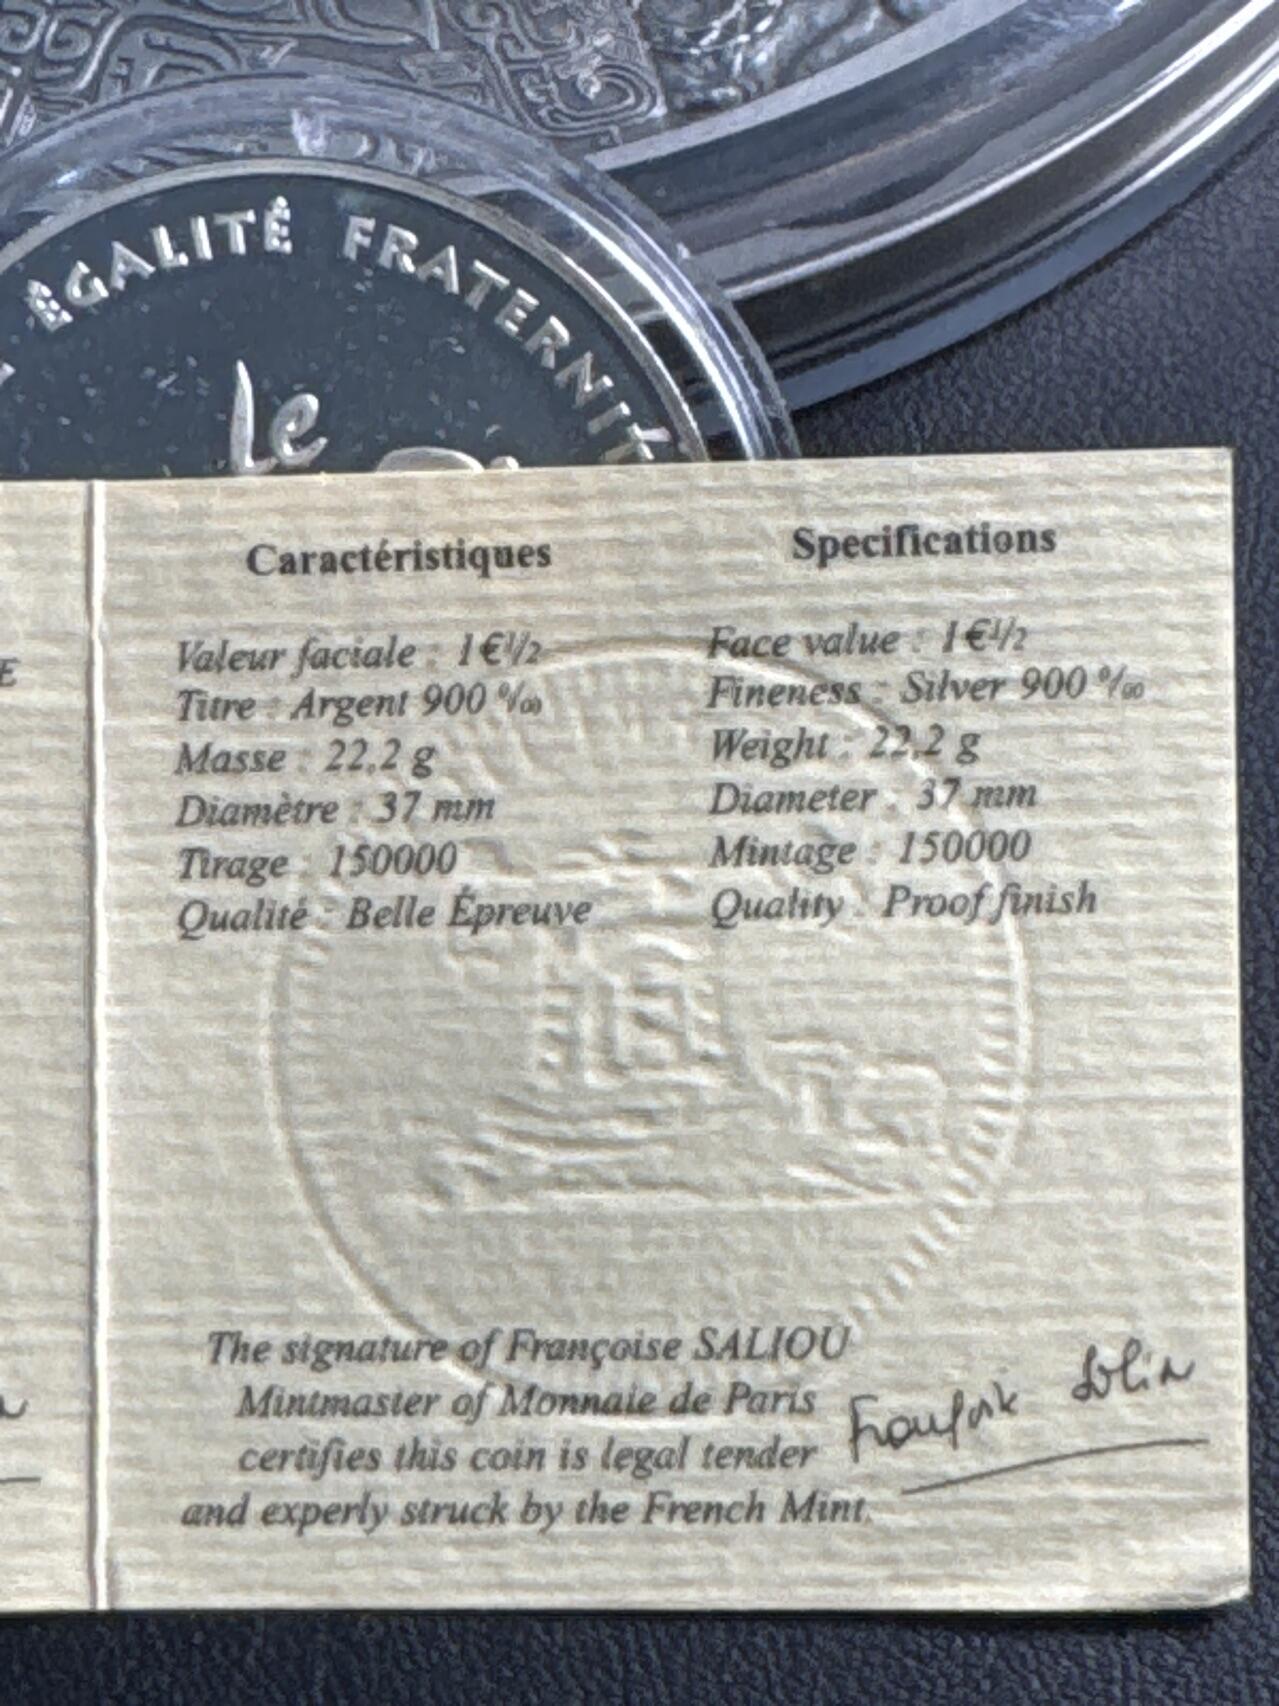 ÉGALITÉ FRATERNIT
le
Caractéristiques
Valeur faciale : 1€½
Titre : Argent 900 ‰
Masse : 22,2 g
Diamètre : 37 mm
Tirage : 150000
Qualité : Belle Épreuve
Specifications
Face value : 1€½
Fineness : Silver 900 ‰
Weight : 22,2 g
Diameter : 37 mm
Mintage : 150000
Quality : Proof finish
The signature of Françoise SALIOU
Mintmaster of Monnaie de Paris
certifies this coin is legal tender
and experly struck by the French Mint.